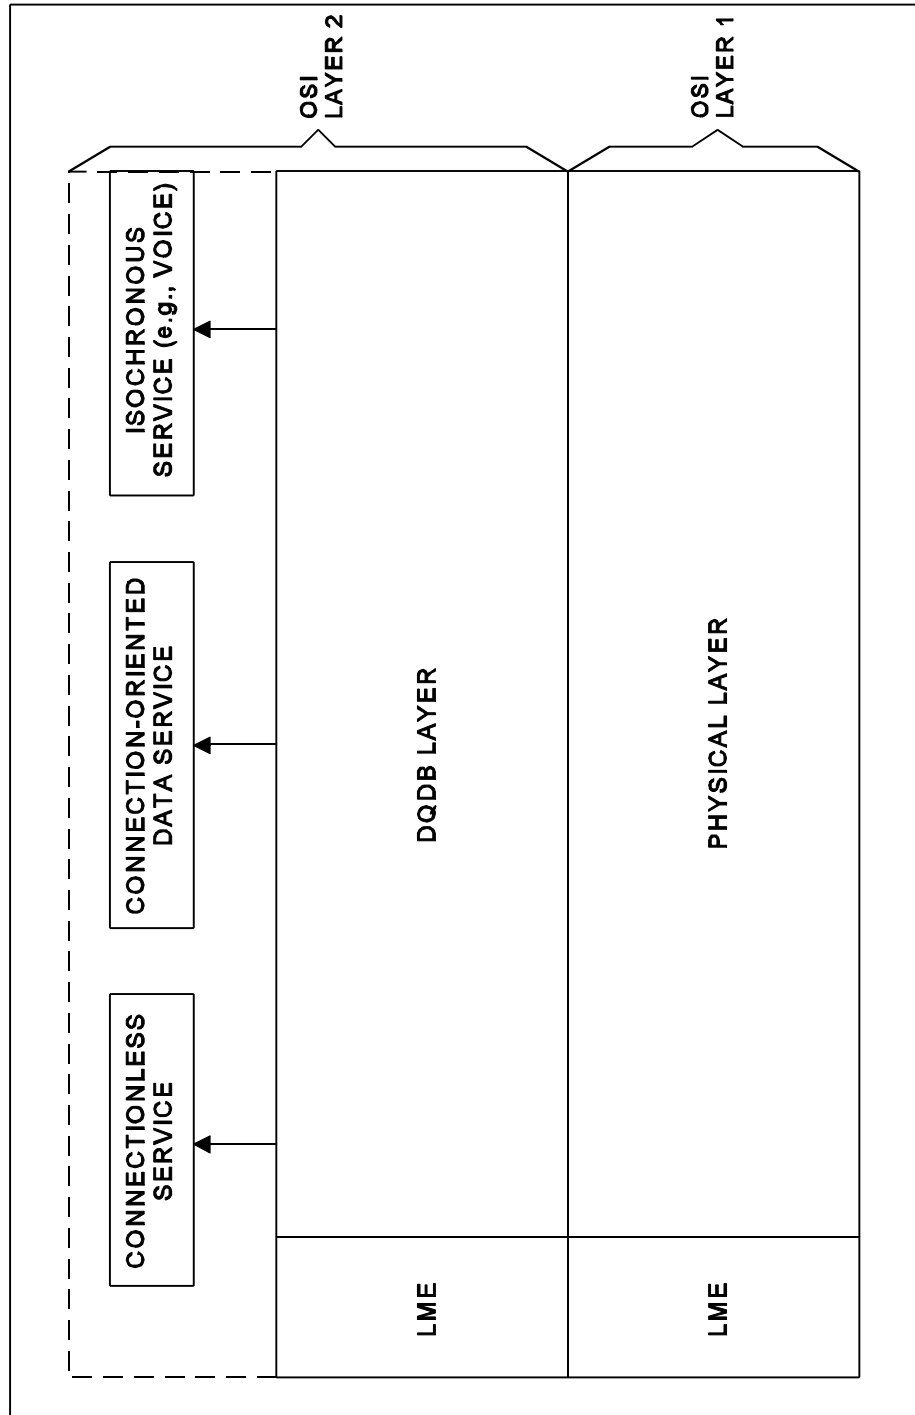 CONNECTIONLESS
SERVICE
CONNECTION-ORIENTED
DATA SERVICE
ISOCHRONOUS
SERVICE (e.g., VOICE)
OSI
LAYER 2
LME
DQDB LAYER
OSI
LAYER 1
LME
PHYSICAL LAYER